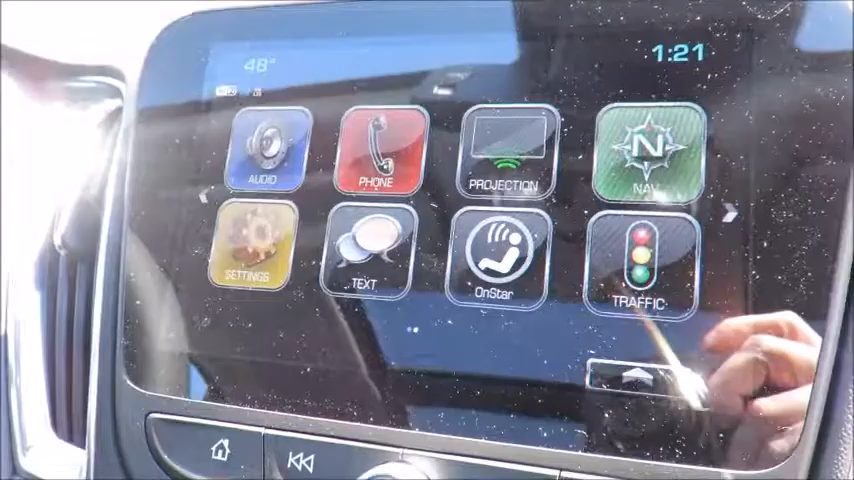 48°
1:21
AUDIO
PHONE
PROJECTION
N
NAV
SETTINGS
TEXT
OnStar
TRAFFIC